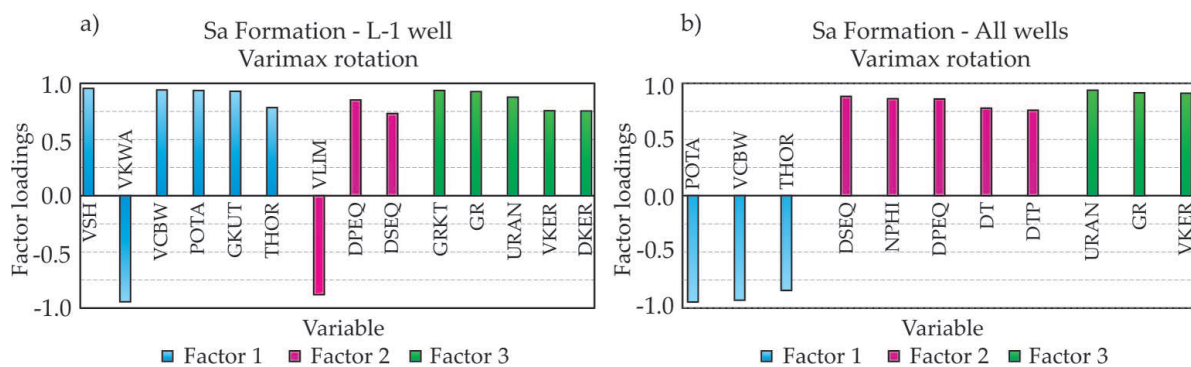 a)
Sa Formation - L-1 well
Varimax rotation
Factor loadings
1.0
0.5
0.0
-0.5
-1.0
VSH
VKWA
VCBW
POTA
GKUT
THOR
VLIM
DPEQ
DSEQ
GRKT
GR
URAN
VKER
DKER
Variable
Factor 1
Factor 2
Factor 3
b)
Sa Formation - All wells
Varimax rotation
Factor loadings
1.0
0.5
0.0
-0.5
-1.0
POTA
VCBW
THOR
DSEQ
NPHI
DPEQ
DT
DTP
URAN
GR
VKER
Variable
Factor 1
Factor 2
Factor 3